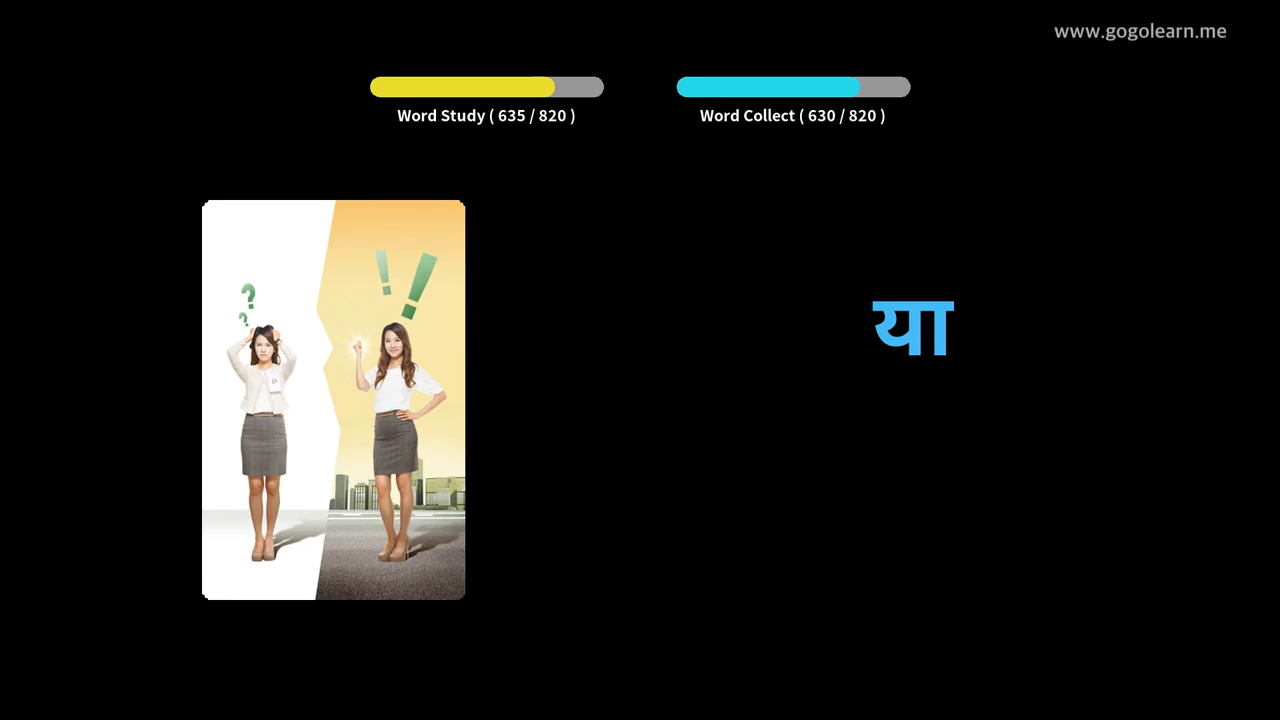 www.gogolearn.me
Word Study ( 635 / 820 )
Word Collect ( 630 / 820 )
? ?
! !
या